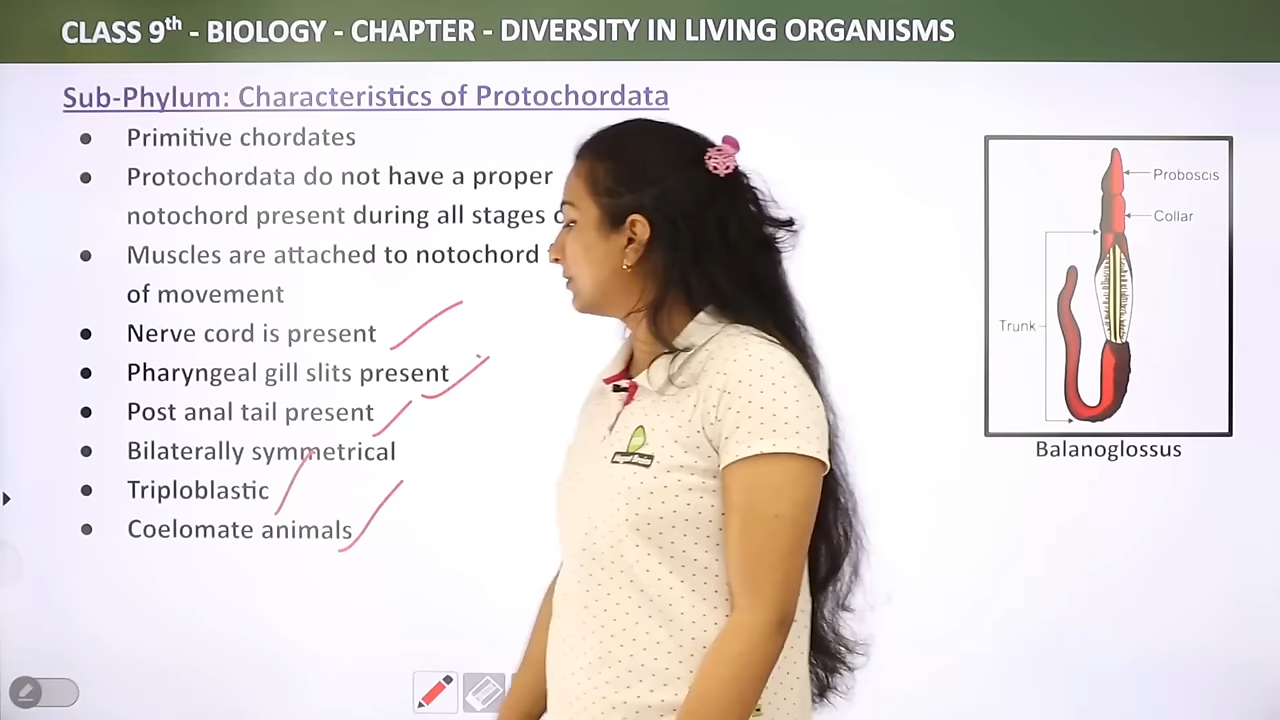 CLASS 9th - BIOLOGY - CHAPTER - DIVERSITY IN LIVING ORGANISMS
Sub-Phylum: Characteristics of Protochordata
● Primitive chordates
● Protochordata do not have a proper
notochord present during all stages
● Muscles are attached to notochord
of movement
● Nerve cord is present
● Pharyngeal gill slits present
● Post anal tail present
● Bilaterally symmetrical
● Triploblastic
● Coelomate animals
Proboscis
Collar
Trunk
Balanoglossus